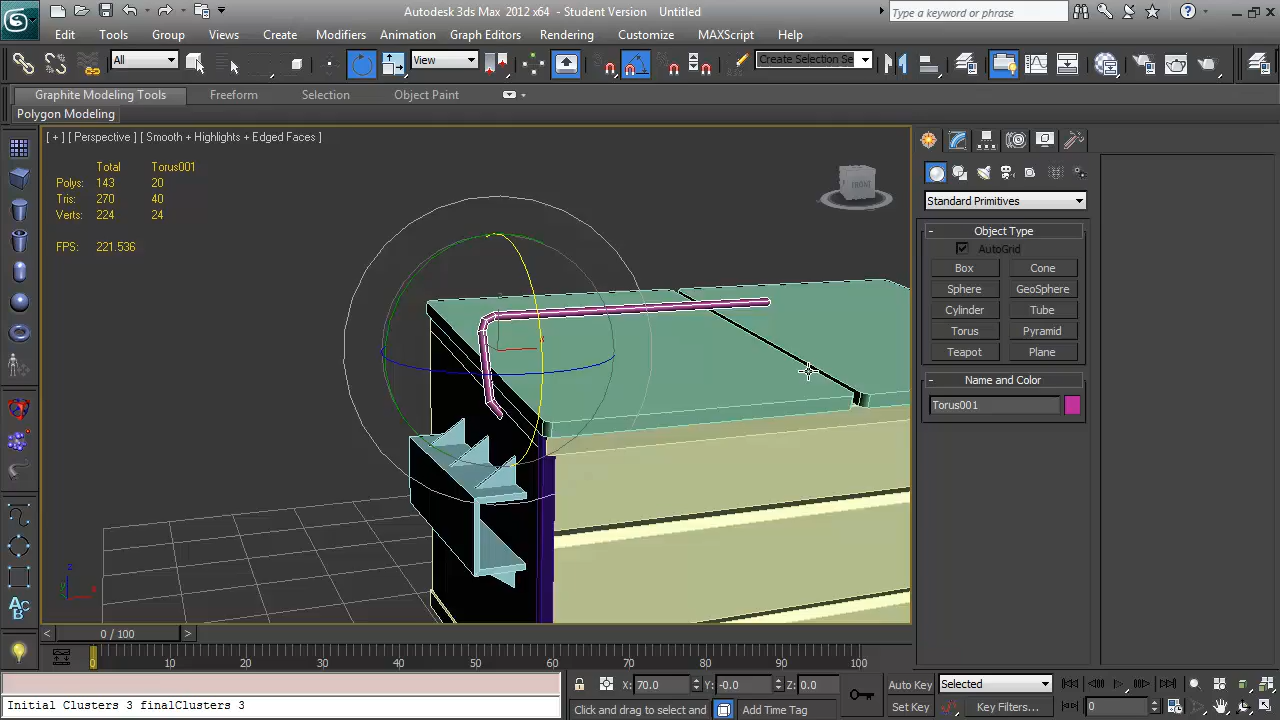 Autodesk 3ds Max 2012 x64 - Student Version Untitled
Type a keyword or phrase
Edit Tools Group Views Create Modifiers Animation Graph Editors Rendering Customize MAXScript Help
All
View
Create Selection Se
Graphite Modeling Tools Freeform Selection Object Paint
Polygon Modeling
[ + ] [ Perspective ] [ Smooth + Highlights + Edged Faces ]
Total Torus001
Polys: 143 20
Tris: 270 40
Verts: 224 24
FPS: 221.536
FRONT
Standard Primitives
- Object Type
AutoGrid
Box Cone
Sphere GeoSphere
Cylinder Tube
Torus Pyramid
Teapot Plane
- Name and Color
Torus001
z
x
< 0 / 100 >
0 10 20 30 40 50 60 70 80 90 100
X: 70.0 Y: -0.0 Z: 0.0
Auto Key Selected
Initial Clusters 3 finalClusters 3
Click and drag to select and Add Time Tag
Set Key Key Filters... 0